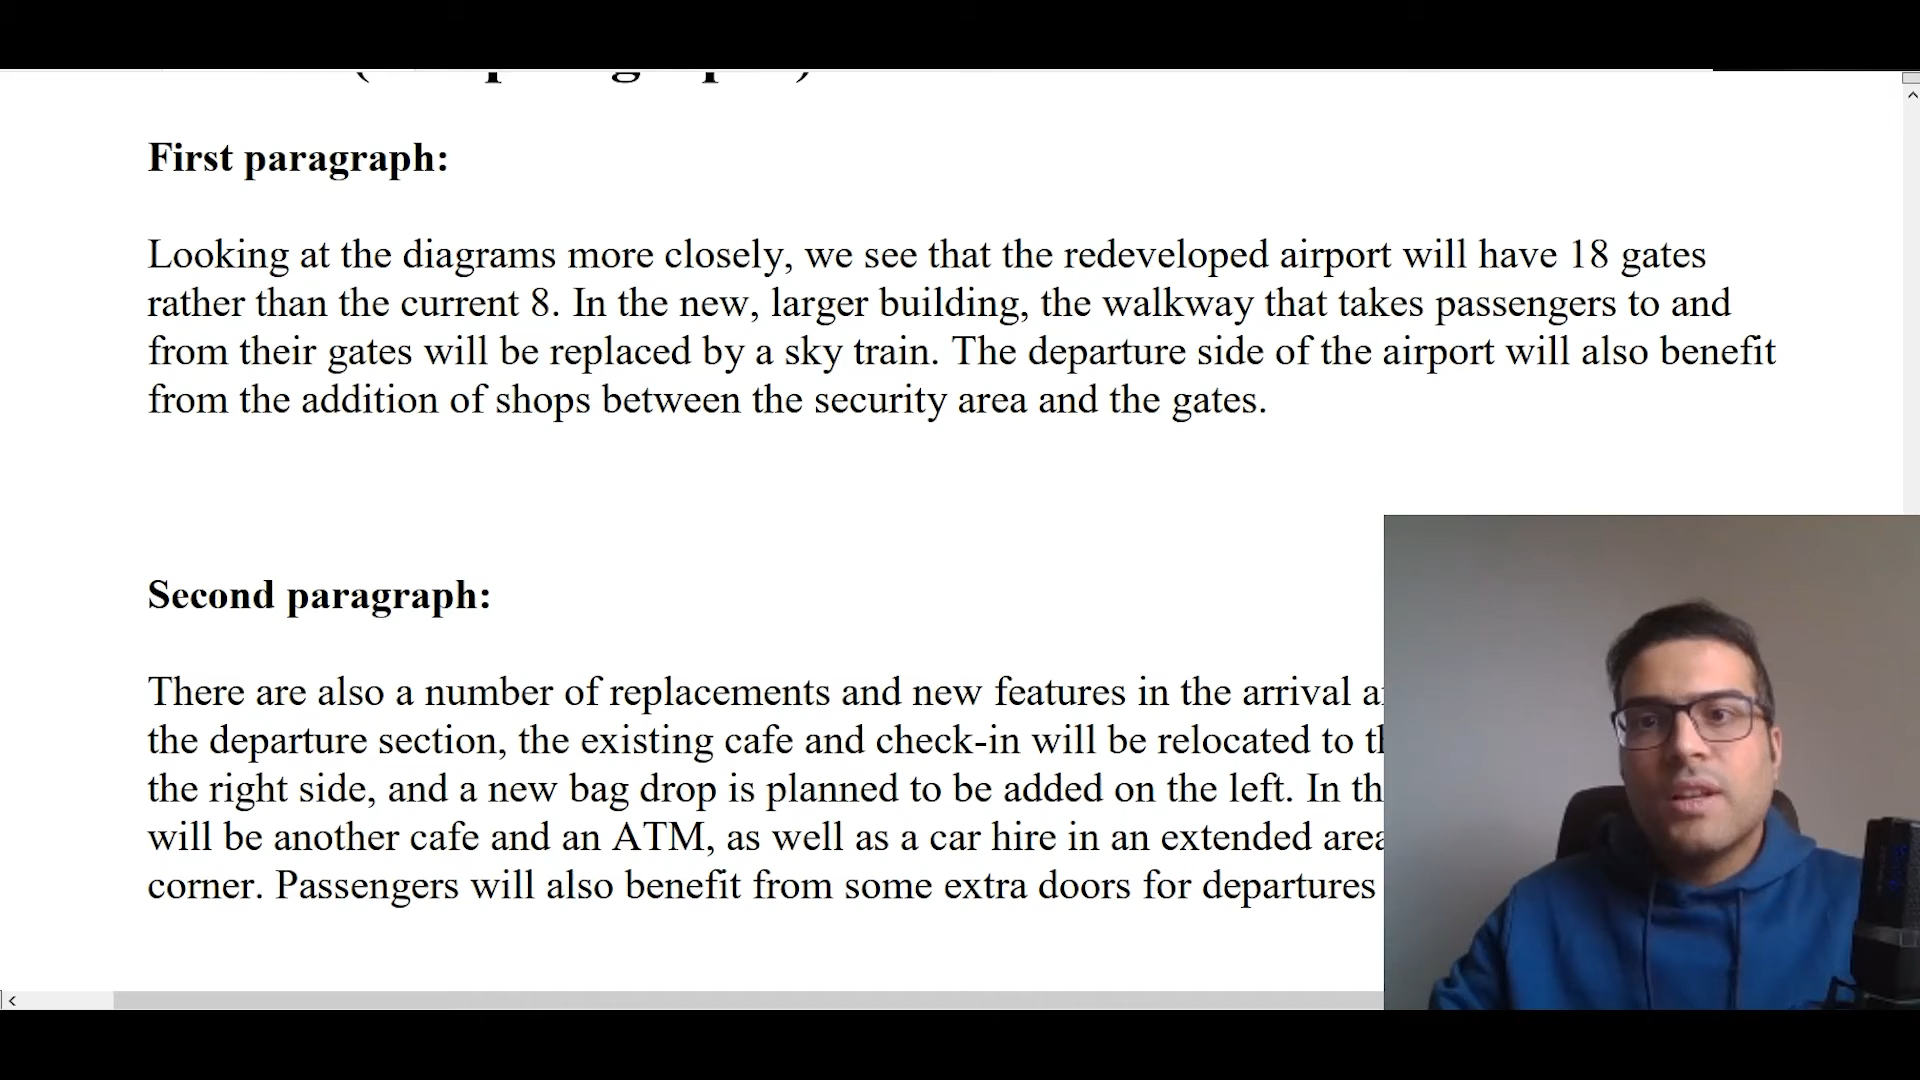 First paragraph:
Looking at the diagrams more closely, we see that the redeveloped airport will have 18 gates
rather than the current 8. In the new, larger building, the walkway that takes passengers to and
from their gates will be replaced by a sky train. The departure side of the airport will also benefit
from the addition of shops between the security area and the gates.
Second paragraph:
There are also a number of replacements and new features in the arrival
the departure section, the existing cafe and check-in will be relocated to
the right side, and a new bag drop is planned to be added on the left. In
will be another cafe and an ATM, as well as a car hire in an extended
corner. Passengers will also benefit from some extra doors for departures